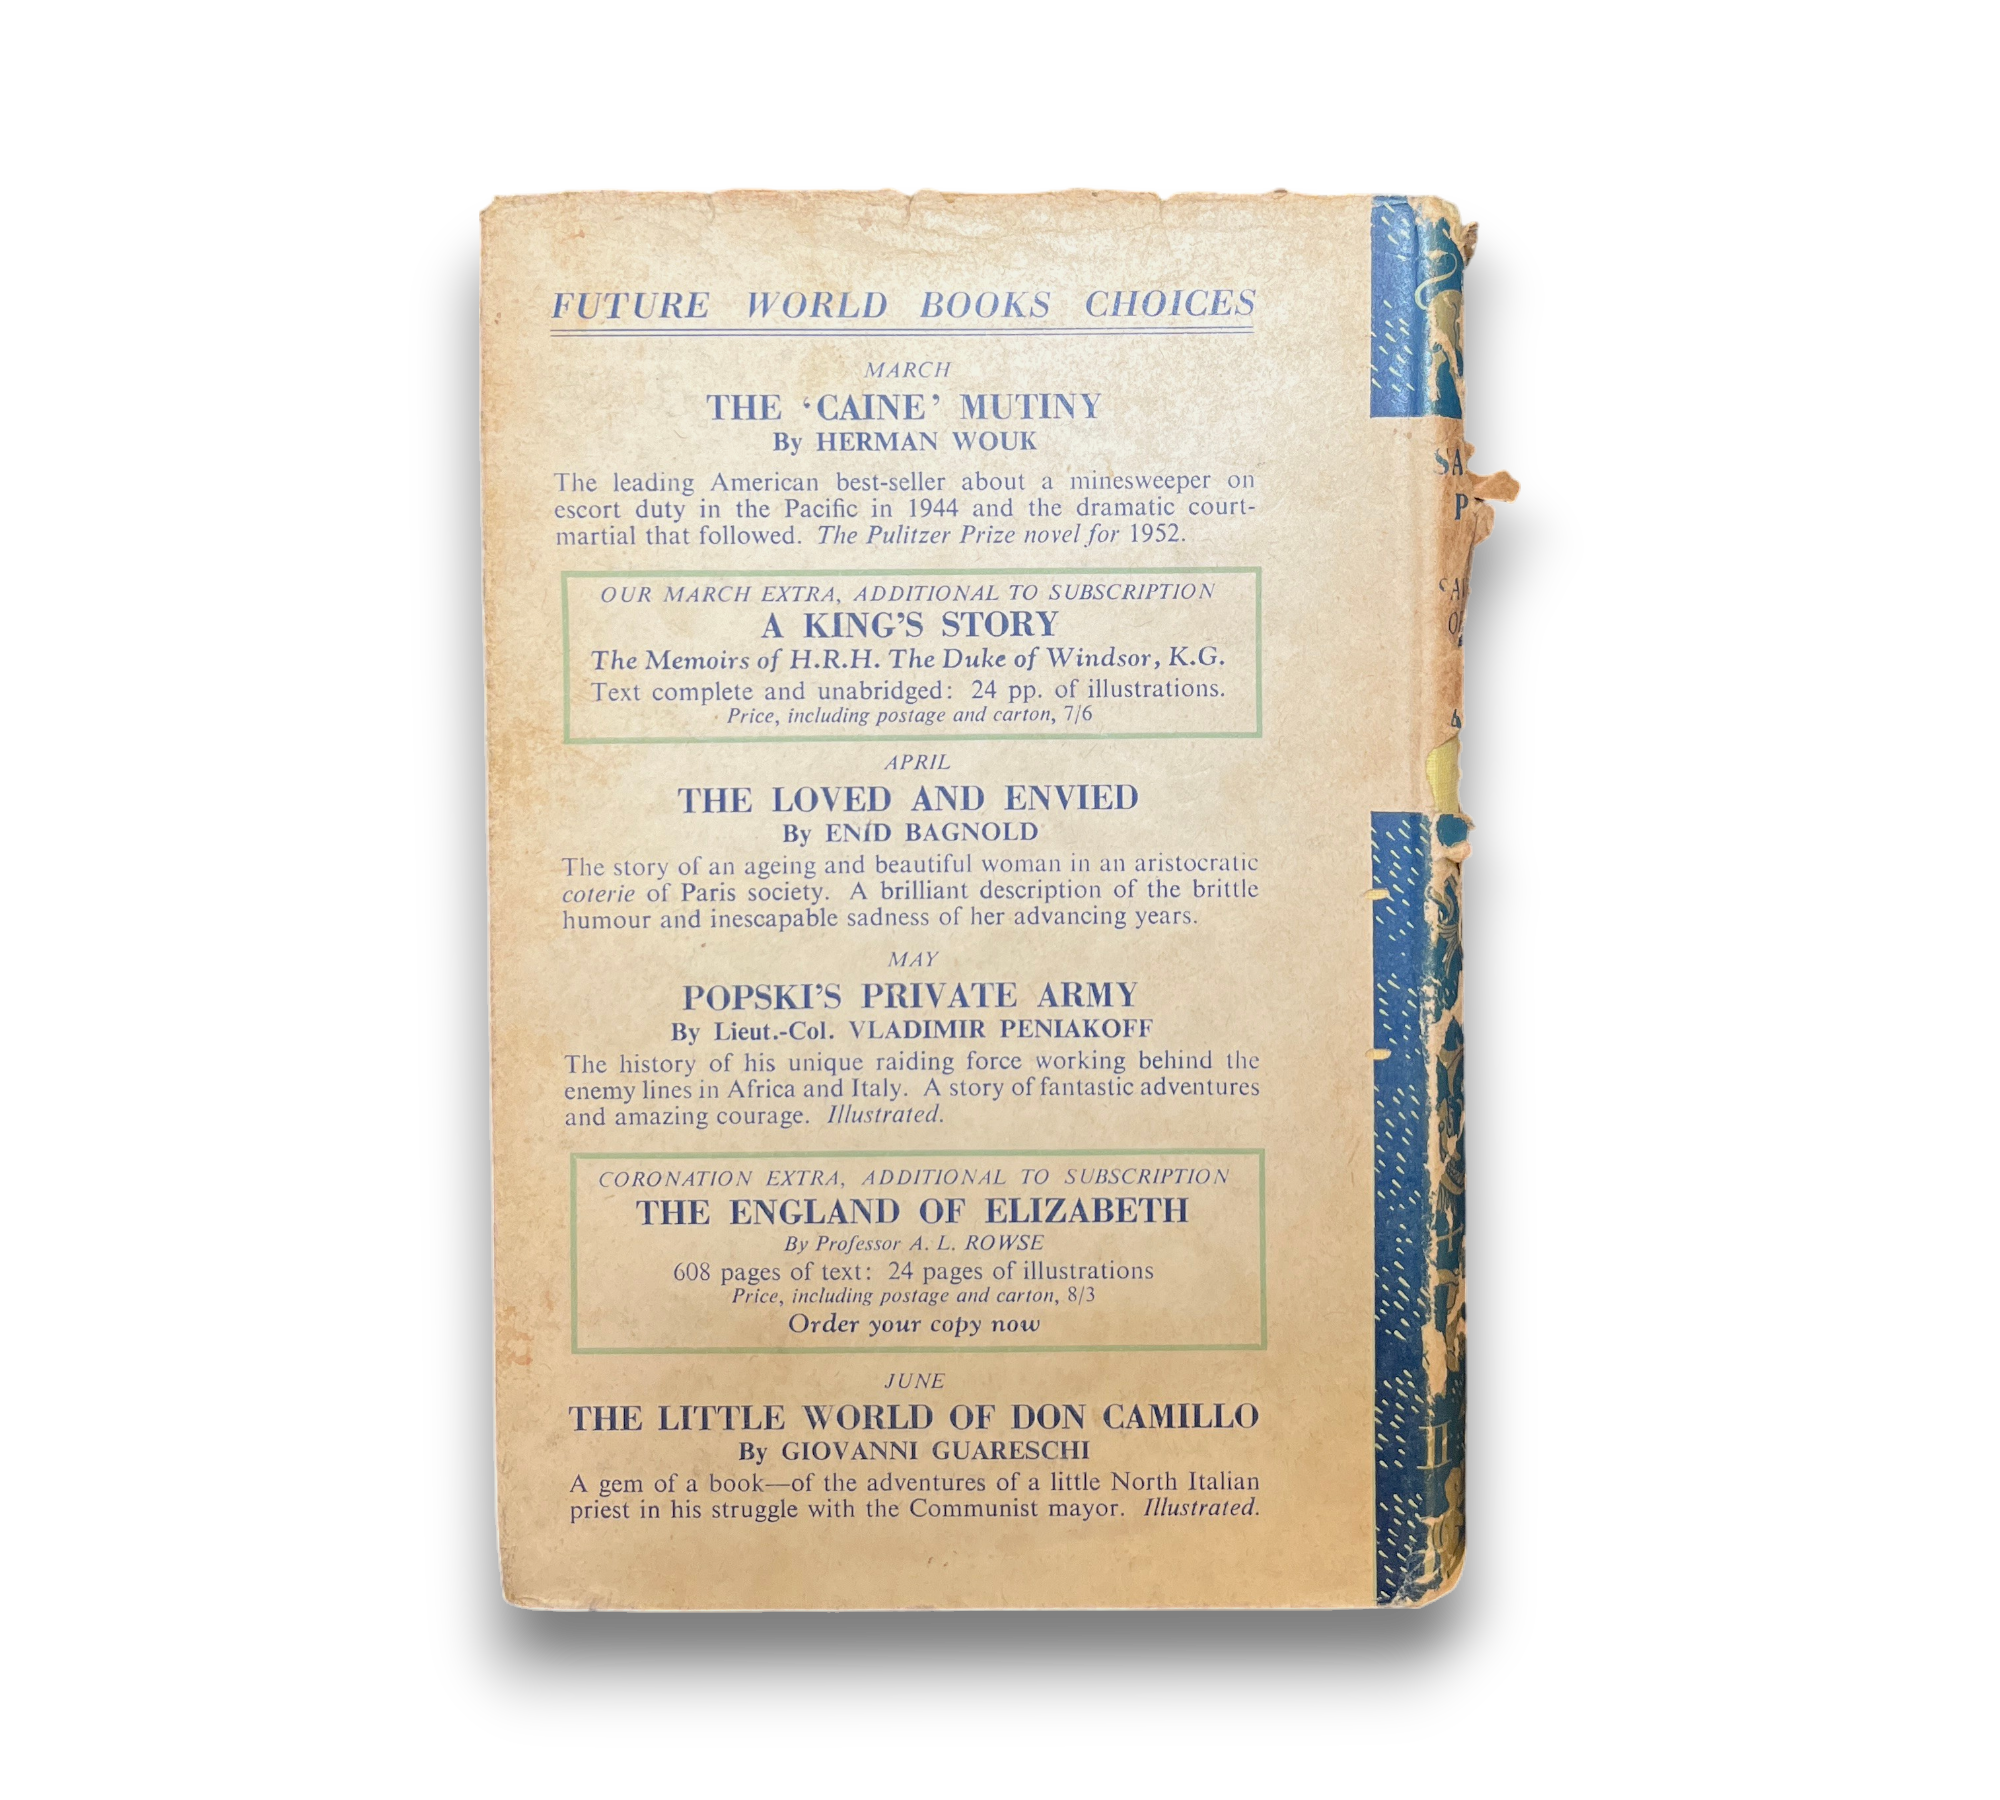 FUTURE WORLD BOOKS CHOICES
MARCH
THE ‘CAINE’ MUTINY
By HERMAN WOUK
The leading American best-seller about a minesweeper on
escort duty in the Pacific in 1944 and the dramatic court-
martial that followed. The Pulitzer Prize novel for 1952.
OUR MARCH EXTRA, ADDITIONAL TO SUBSCRIPTION
A KING’S STORY
The Memoirs of H.R.H. The Duke of Windsor, K.G.
Text complete and unabridged: 24 pp. of illustrations.
Price, including postage and carton, 7/6
APRIL
THE LOVED AND ENVIED
By ENID BAGNOLD
The story of an ageing and beautiful woman in an aristocratic
coterie of Paris society. A brilliant description of the brittle
humour and inescapable sadness of her advancing years.
MAY
POPSKI’S PRIVATE ARMY
By Lieut.-Col. VLADIMIR PENIAKOFF
The history of his unique raiding force working behind the
enemy lines in Africa and Italy. A story of fantastic adventures
and amazing courage. Illustrated.
CORONATION EXTRA, ADDITIONAL TO SUBSCRIPTION
THE ENGLAND OF ELIZABETH
By Professor A. L. ROWSE
608 pages of text: 24 pages of illustrations
Price, including postage and carton, 8/3
Order your copy now
JUNE
THE LITTLE WORLD OF DON CAMILLO
By GIOVANNI GUARESCHI
A gem of a book—of the adventures of a little North Italian
priest in his struggle with the Communist mayor. Illustrated.